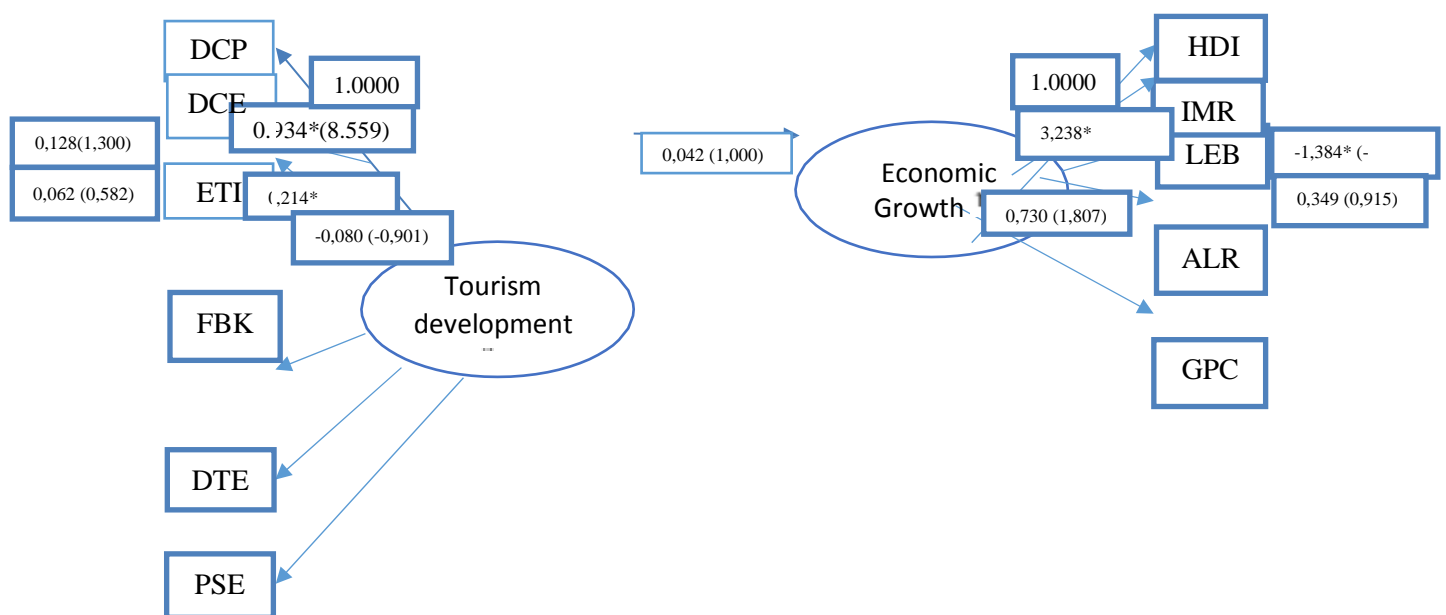 DCP
1.0000
DCE
0.934*(8.559)
0,128(1,300)
ETI
,214*
0,062 (0,582)
-0,080 (-0,901)
Tourism
development
FBK
DTE
PSE
0,042 (1,000)
Economic
Growth
1.0000
3,238*
0,730 (1,807)
HDI
IMR
LEB
-1,384* (-
0,349 (0,915)
ALR
GPC